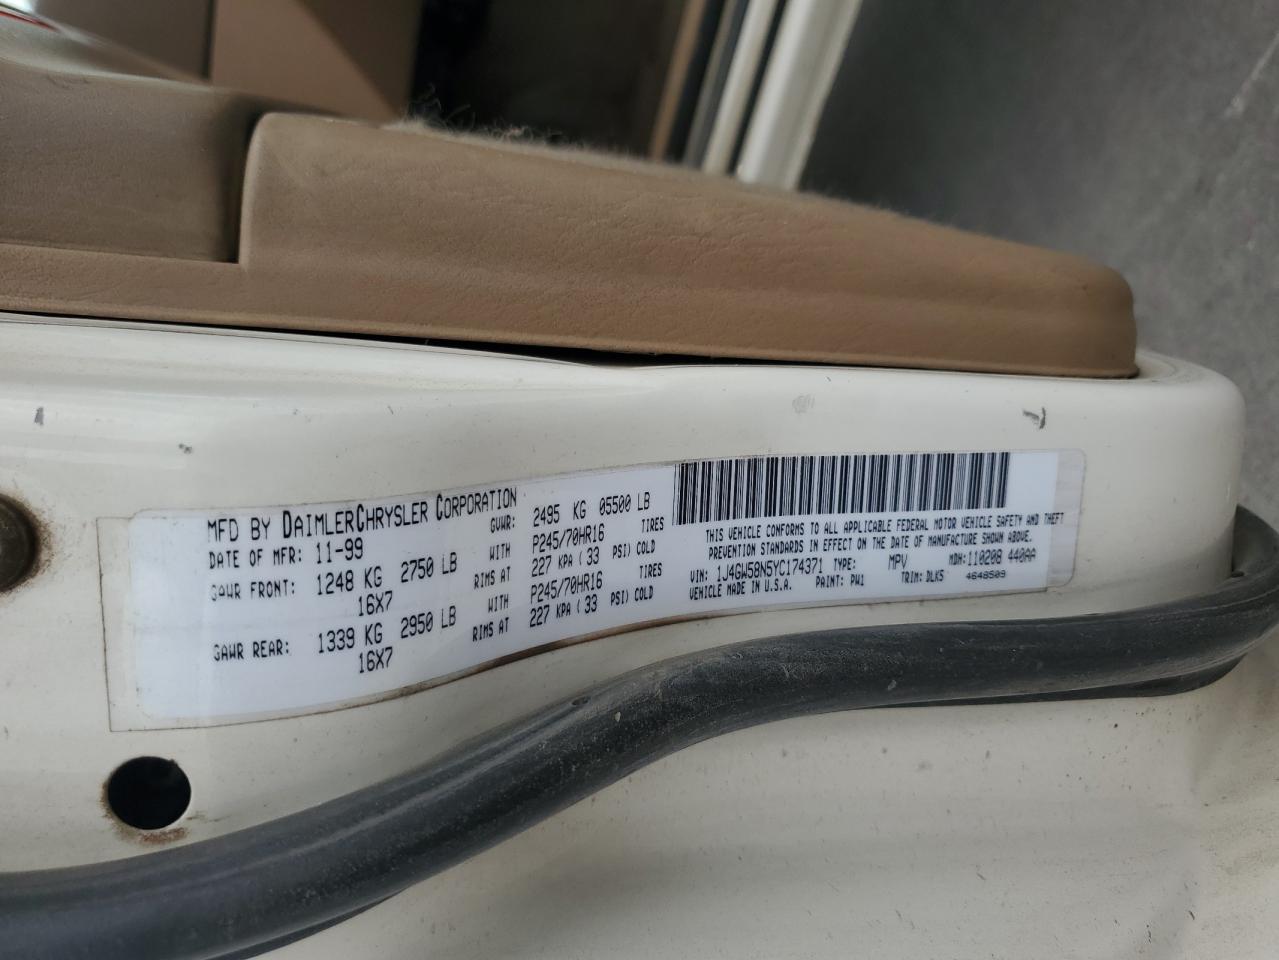 MFD BY DAIMLERCHRYSLER CORPORATION
DATE OF MFR: 11-99 GVWR: 2495 KG 05500 LB
GAWR FRONT: 1248 KG 2750 LB WITH P245/70HR16 TIRES
16X7 RIMS AT 227 KPA ( 33 PSI) COLD
GAWR REAR: 1339 KG 2950 LB WITH P245/70HR16 TIRES
16X7 RIMS AT 227 KPA ( 33 PSI) COLD
THIS VEHICLE CONFORMS TO ALL APPLICABLE FEDERAL MOTOR VEHICLE SAFETY AND THEFT
PREVENTION STANDARDS IN EFFECT ON THE DATE OF MANUFACTURE SHOWN ABOVE.
VIN: 1J4GW58N5YC174371 TYPE: MPV MDH: 110208 440AA
VEHICLE MADE IN U.S.A. PAINT: PW1 TRIM: DLK5 4648509